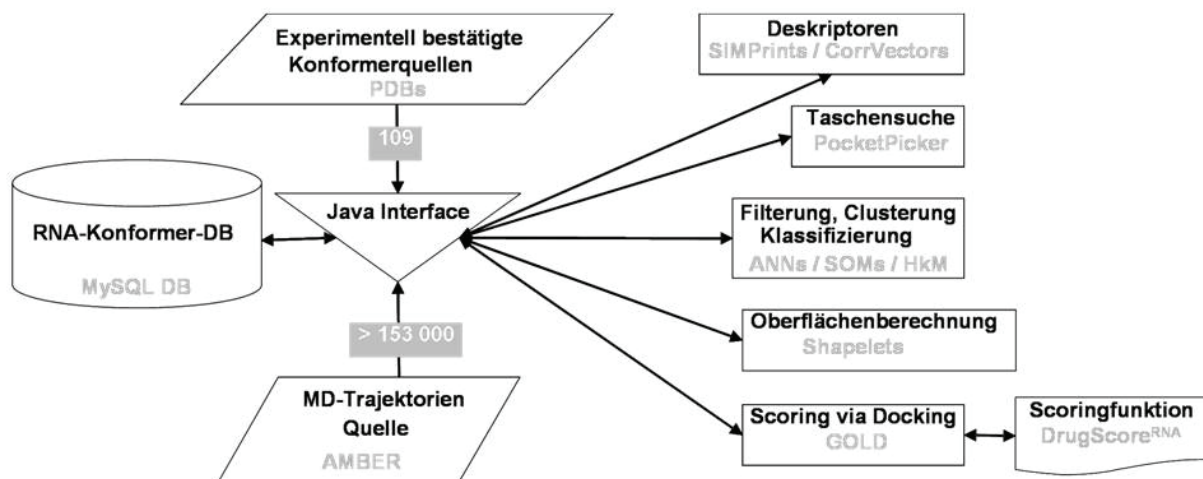 Experimentell bestätigte
Konformerquellen
PDBs
109
RNA-Konformer-DB
MySQL DB
Java Interface
> 153 000
MD-Trajektorien
Quelle
AMBER
Deskriptoren
SIMPrints / CorrVectors
Taschensuche
PocketPicker
Filterung, Clusterung
Klassifizierung
ANNs / SOMs / HkM
Oberflächenberechnung
Shapelets
Scoring via Docking
GOLD
Scoringfunktion
DrugScoreRNA